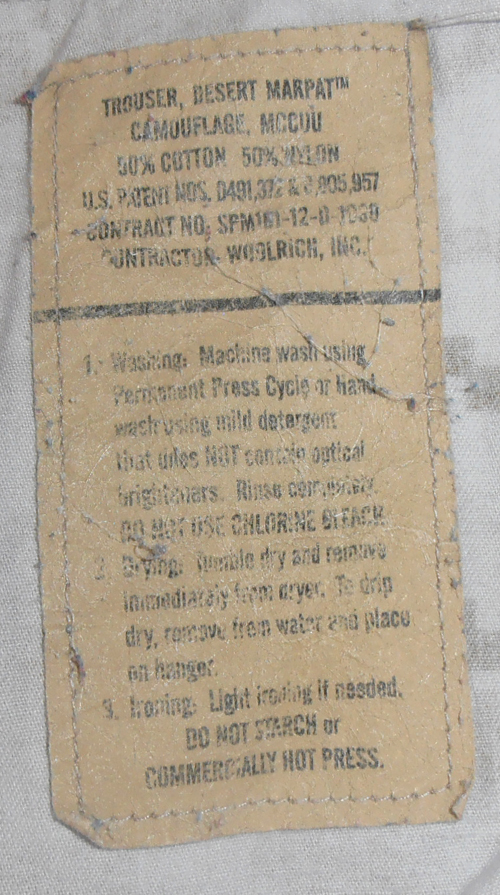 TROUSER, DESERT MARPAT™
CAMOUFLAGE, MCCUU
50% COTTON 50% NYLON
U.S. PATENT NOS. D491,372 & 6,805,957
CONTRACT NO: SPM1
CONTRACTOR: WOOLRICH, INC.
1. Washing: Machine wash using
Permanent Press Cycle or Hand
wash using mild detergent
that does NOT contain optical
brighteners. Rinse completely.
DO NOT USE CHLORINE BLEACH.
2. Drying: Tumble dry and remove
immediately from dryer. To drip
dry, remove from water and place
on hanger.
3. Ironing: Light ironing if needed.
DO NOT STARCH or
COMMERCIALLY HOT PRESS.